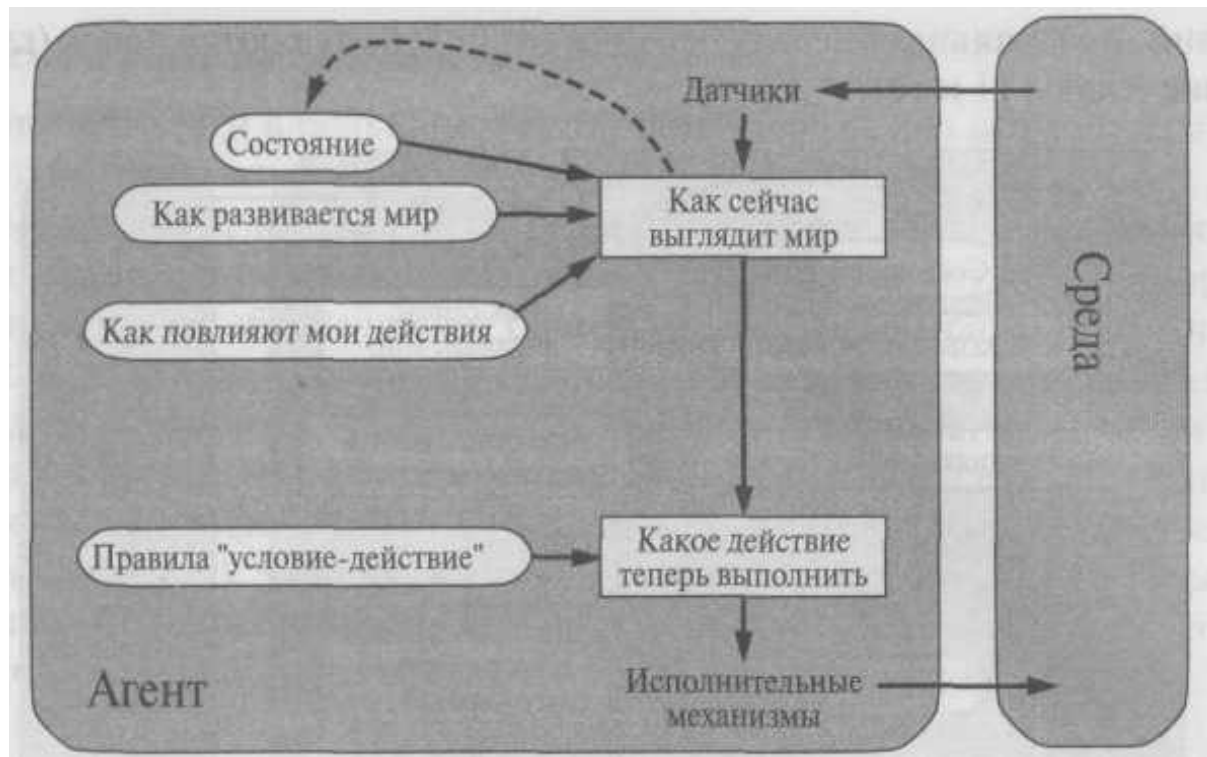 Датчики
Состояние
Как развивается мир
Как сейчас
выглядит мир
Как повлияют мои действия
Среда
Правила "условие-действие"
Какое действие
теперь выполнить
Агент
Исполнительные
механизмы